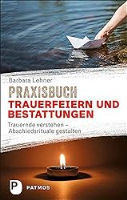 Barbara Lehner
PRAXISBUCH
TRAUERFEIERN UND
BESTATTUNGEN
Trauernde verstehen –
Abschiedsrituale gestalten
PATMOS